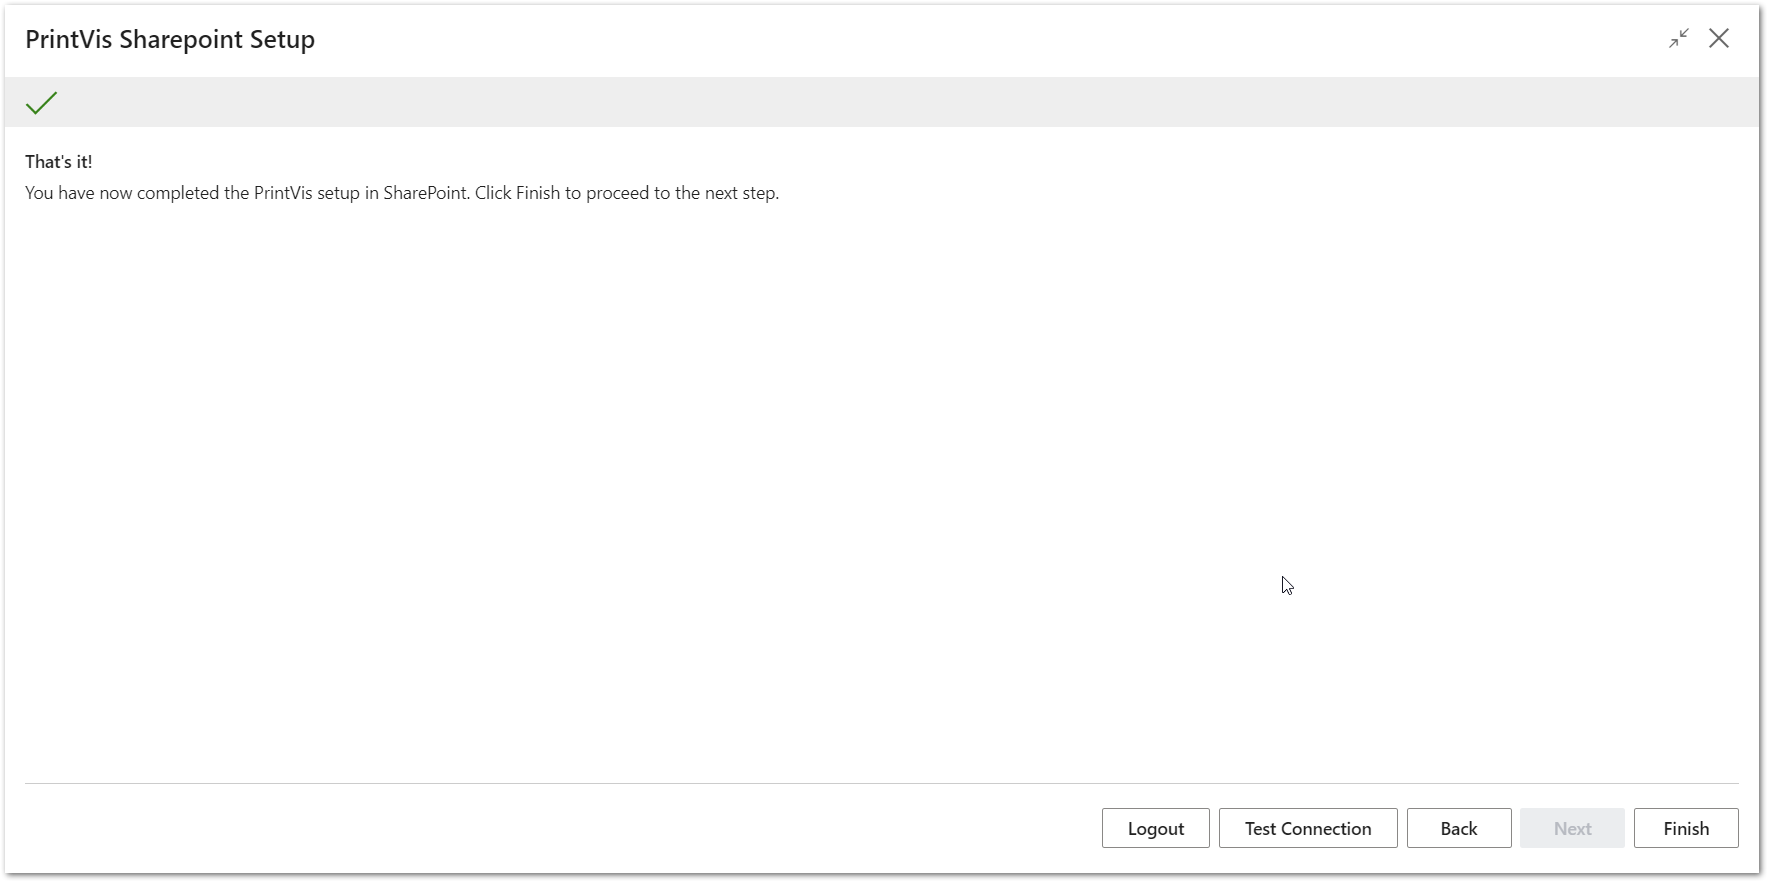 PrintVis Sharepoint Setup
That's it!
You have now completed the PrintVis setup in SharePoint. Click Finish to proceed to the next step.
Logout
Test Connection
Back
Next
Finish